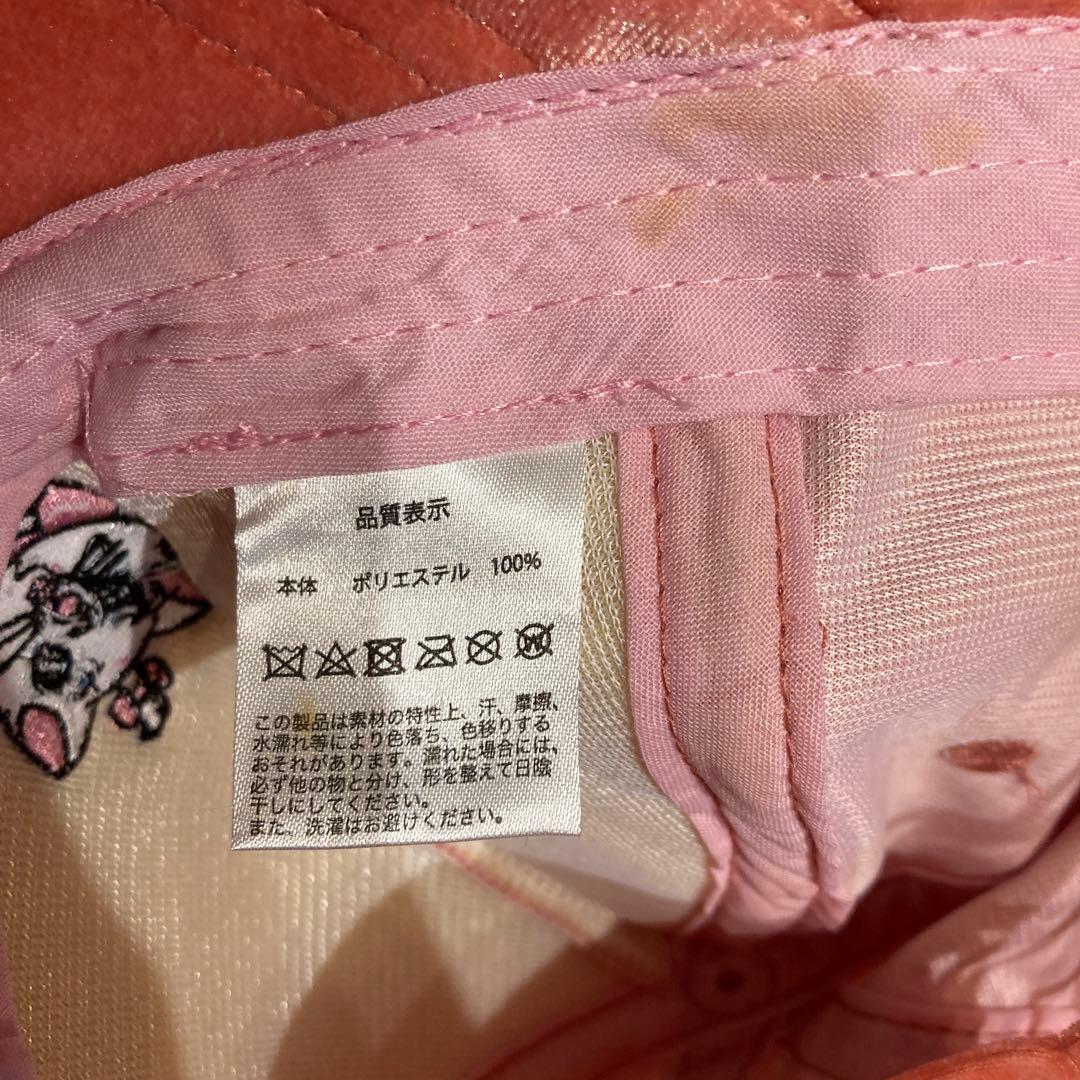 品質表示
本体 ポリエステル 100%
この製品は素材の特性上、汗、摩擦、
水濡れ等により色落ち、色移りする
おそれがあります。濡れた場合には、
必ず他の物と分け、形を整えて日陰
干しにしてください。
また、洗濯はお避けください。